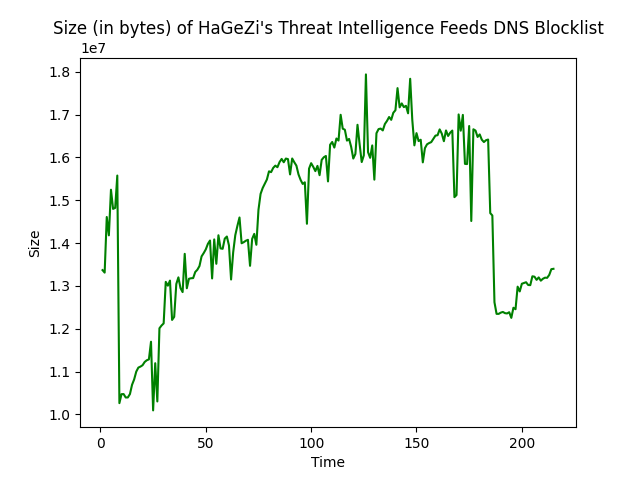 Size (in bytes) of HaGeZi's Threat Intelligence Feeds DNS Blocklist
1e7
1.8
1.7
1.6
1.5
1.4
1.3
1.2
1.1
1.0
Size
0 50 100 150 200
Time